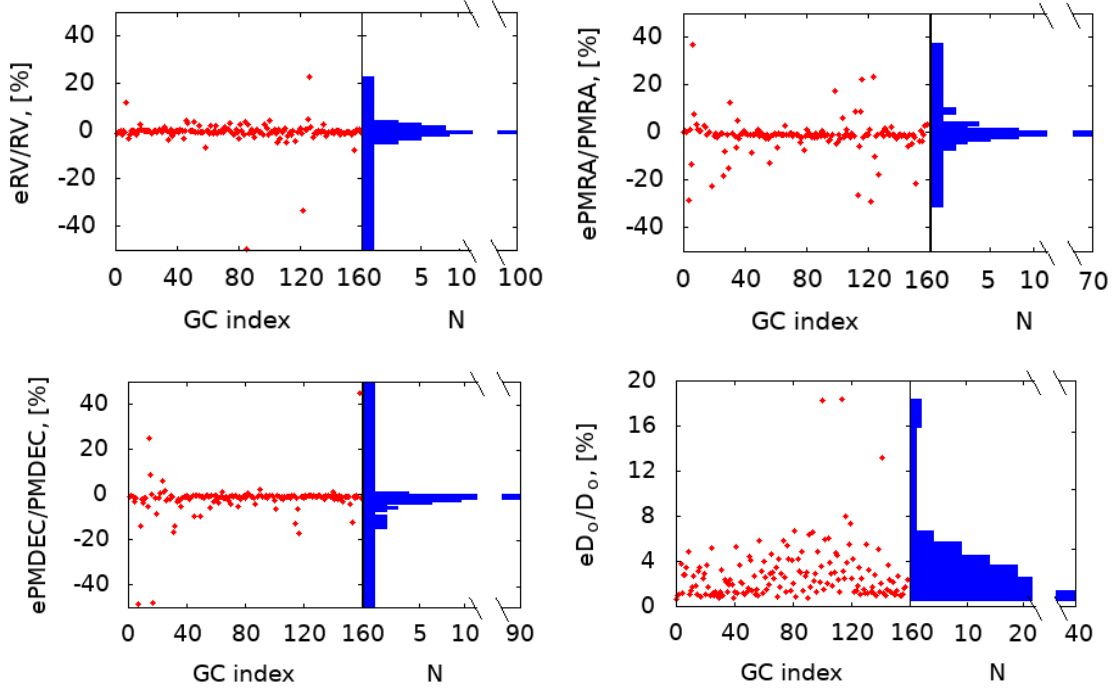 eRV/RV, [%]
40
20
0
-20
-40
0 40 80 120 160 5 10 100
GC index N
ePMRA/PMRA, [%]
40
20
0
-20
-40
0 40 80 120 160 5 10 70
GC index N
ePMDEC/PMDEC, [%]
40
20
0
-20
-40
0 40 80 120 160 5 10 90
GC index N
eDo/Do, [%]
20
16
12
8
4
0
0 40 80 120 160 10 20 40
GC index N